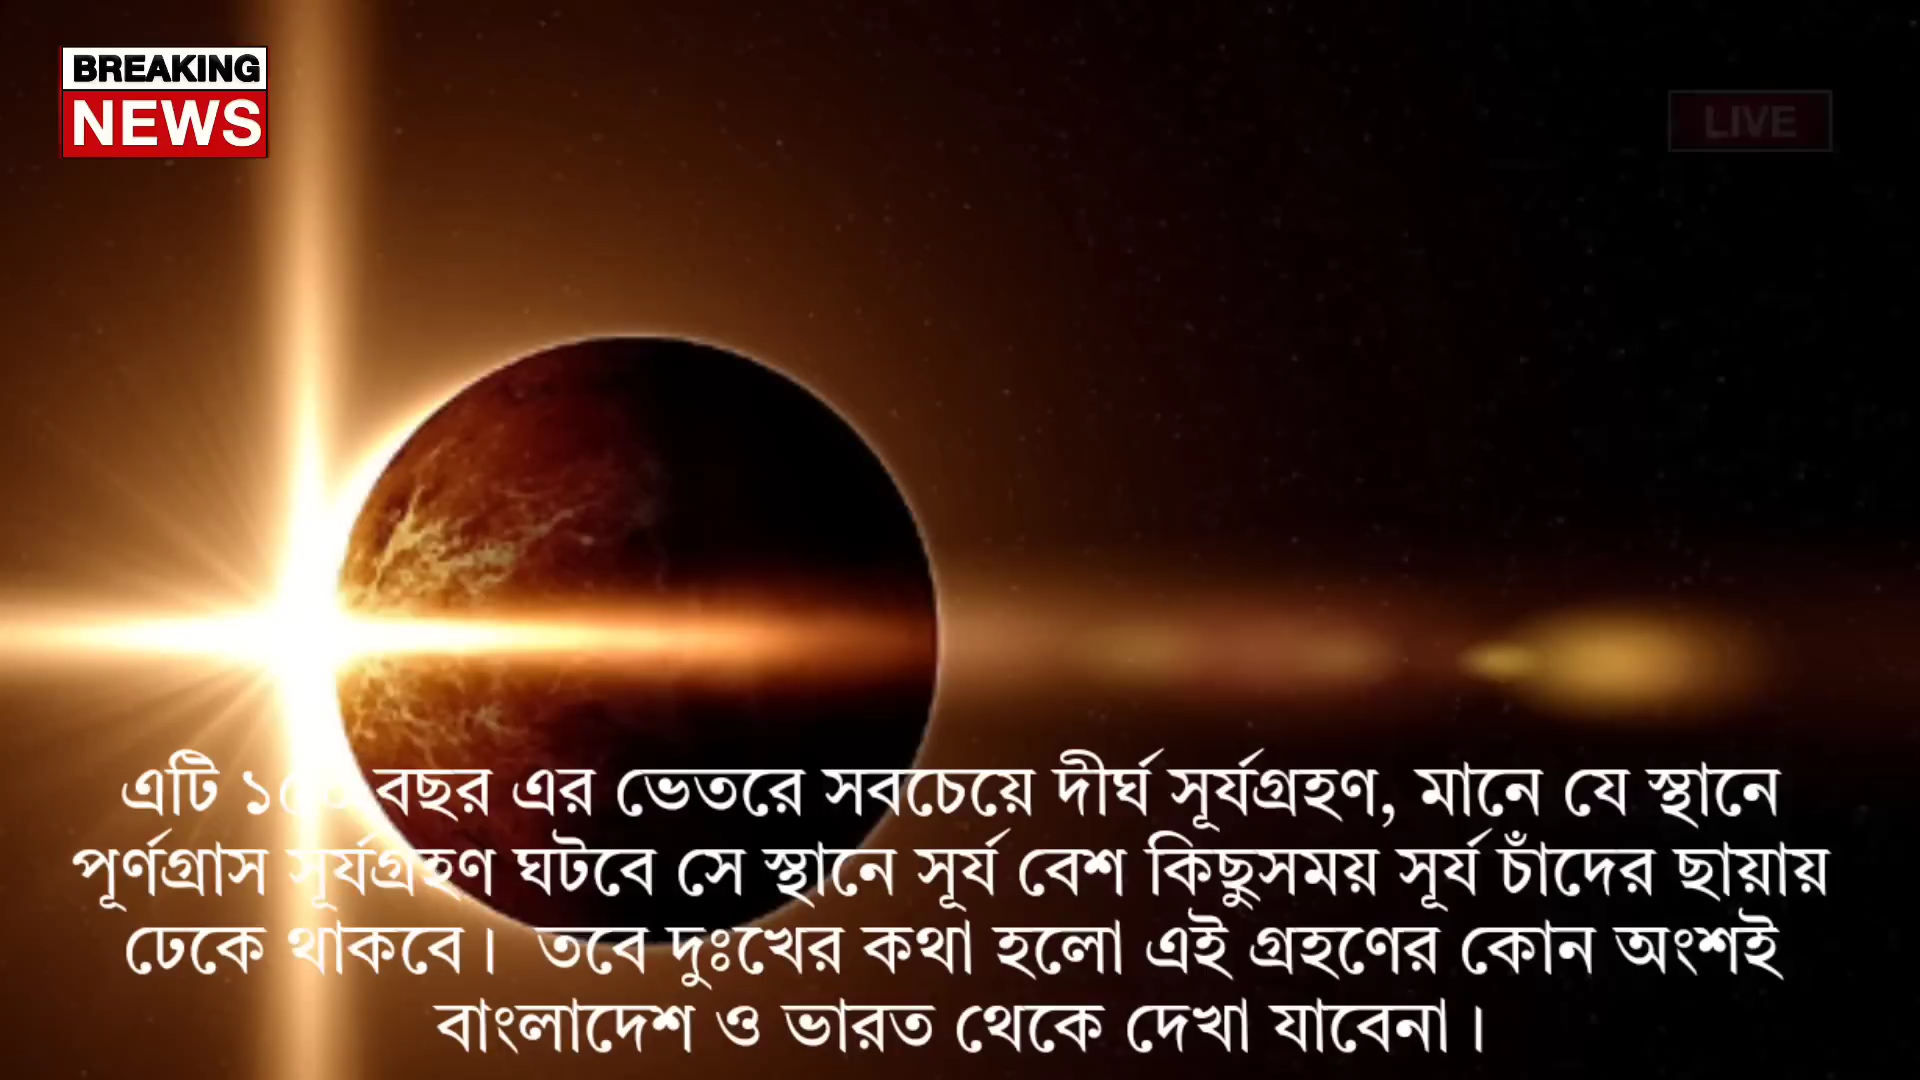 BREAKING
NEWS
LIVE
এটি বছর এর ভেতরে সবচেয়ে দীর্ঘ সূর্যগ্রহণ, মানে যে স্থানে
পূর্ণগ্রাস সূর্যগ্রহণ ঘটবে সে স্থানে সূর্য বেশ কিছুসময় সূর্য চাঁদের ছায়ায়
ঢেকে থাকবে। তবে দুঃখের কথা হলো এই গ্রহণের কোন অংশই
বাংলাদেশ ও ভারত থেকে দেখা যাবেনা।